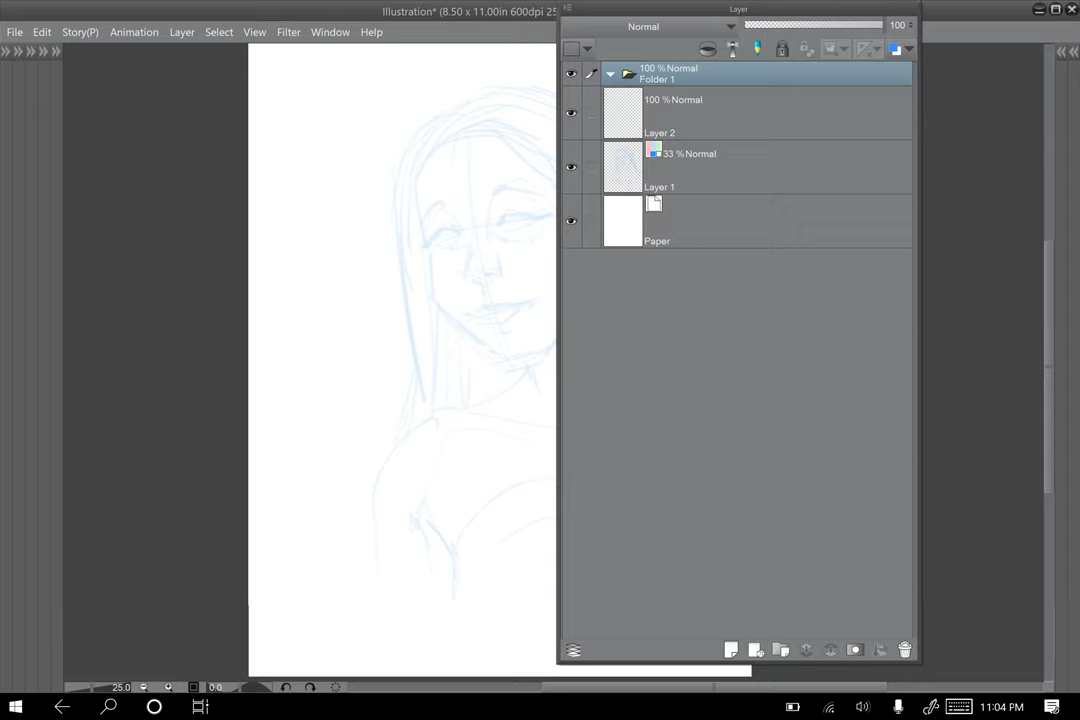 Illustration* (8.50 x 11.00in 600dpi 25
Layer
File Edit Story(P) Animation Layer Select View Filter Window Help
Normal 100
100 %Normal
Folder 1
100 %Normal
Layer 2
33 %Normal
Layer 1
Paper
25.0 0.0
11:04 PM